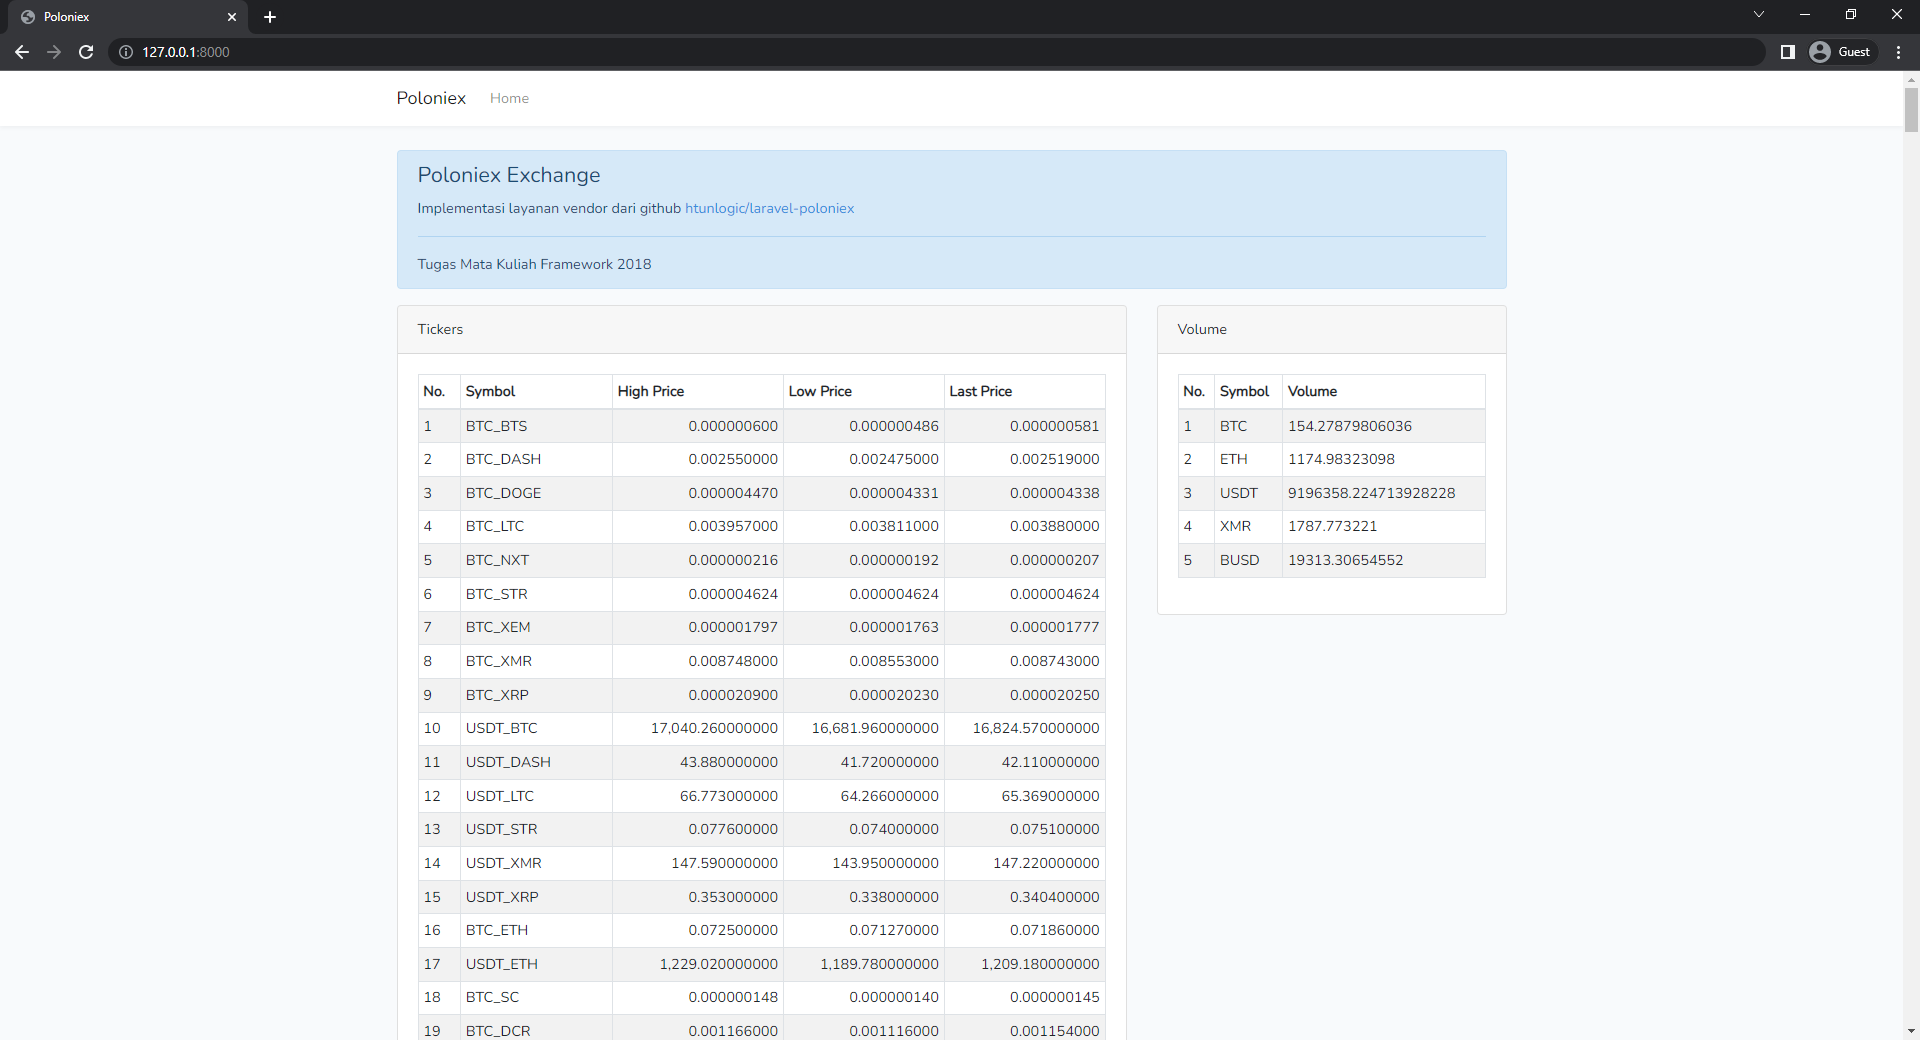 Poloniex
127.0.0.1:8000
Guest
Poloniex Home
Poloniex Exchange
Implementasi layanan vendor dari github htunlogic/laravel-poloniex
Tugas Mata Kuliah Framework 2018
Tickers
No. Symbol High Price Low Price Last Price
1 BTC_BTS 0.000000600 0.000000486 0.000000581
2 BTC_DASH 0.002550000 0.002475000 0.002519000
3 BTC_DOGE 0.000004470 0.000004331 0.000004338
4 BTC_LTC 0.003957000 0.003811000 0.003880000
5 BTC_NXT 0.000000216 0.000000192 0.000000207
6 BTC_STR 0.000004624 0.000004624 0.000004624
7 BTC_XEM 0.000001797 0.000001763 0.000001777
8 BTC_XMR 0.008748000 0.008553000 0.008743000
9 BTC_XRP 0.000020900 0.000020230 0.000020250
10 USDT_BTC 17,040.260000000 16,681.960000000 16,824.570000000
11 USDT_DASH 43.880000000 41.720000000 42.110000000
12 USDT_LTC 66.773000000 64.266000000 65.369000000
13 USDT_STR 0.077600000 0.074000000 0.075100000
14 USDT_XMR 147.590000000 143.950000000 147.220000000
15 USDT_XRP 0.353000000 0.338000000 0.340400000
16 BTC_ETH 0.072500000 0.071270000 0.071860000
17 USDT_ETH 1,229.020000000 1,189.780000000 1,209.180000000
18 BTC_SC 0.000000148 0.000000140 0.000000145
19 BTC_DCR 0.001166000 0.001116000 0.001154000
Volume
No. Symbol Volume
1 BTC 154.27879806036
2 ETH 1174.98323098
3 USDT 9196358.224713928228
4 XMR 1787.773221
5 BUSD 19313.30654552